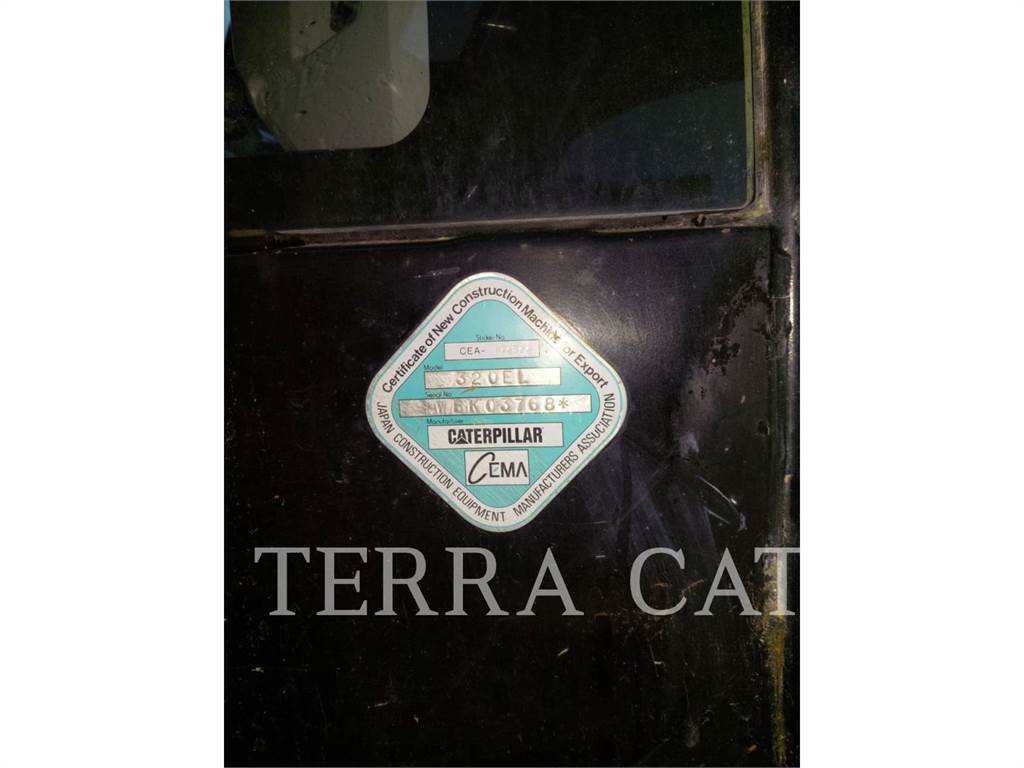 Certificate of New Construction Machine for Export
Sticker No.
CEA-
Model
320EL
Serial No.
WBK03768*
Manufacturer
CATERPILLAR
CEMA
JAPAN CONSTRUCTION EQUIPMENT MANUFACTURERS ASSOCIATION
TERRA CAT